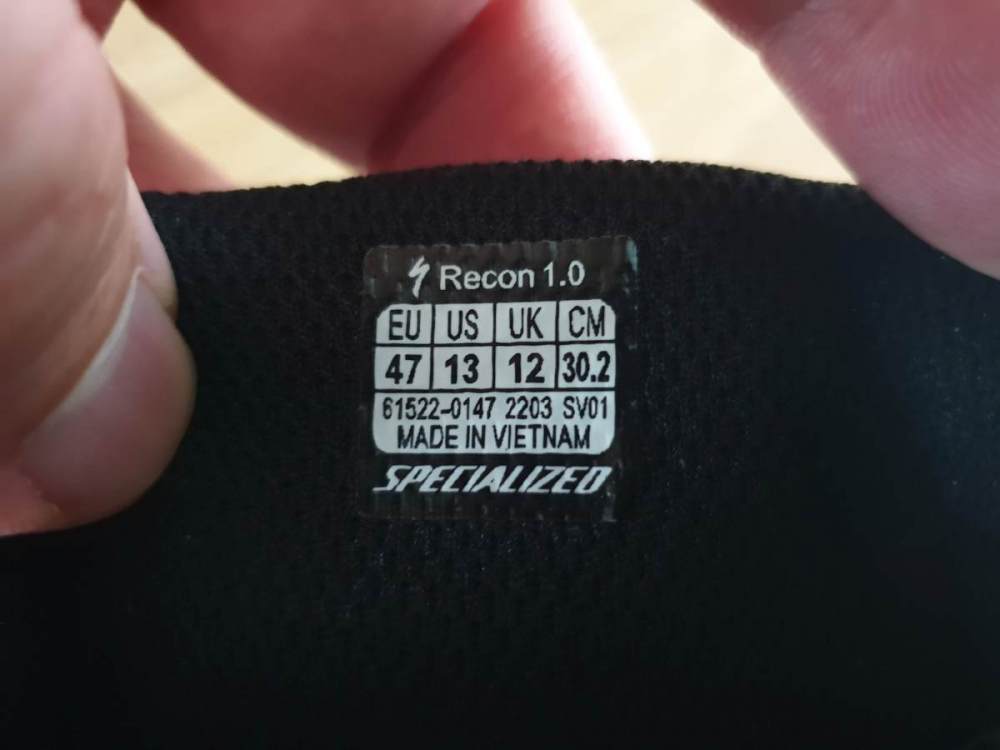 Recon 1.0
EU US UK CM
47 13 12 30.2
61522-0147 2203 SV01
MADE IN VIETNAM
SPECIALIZED